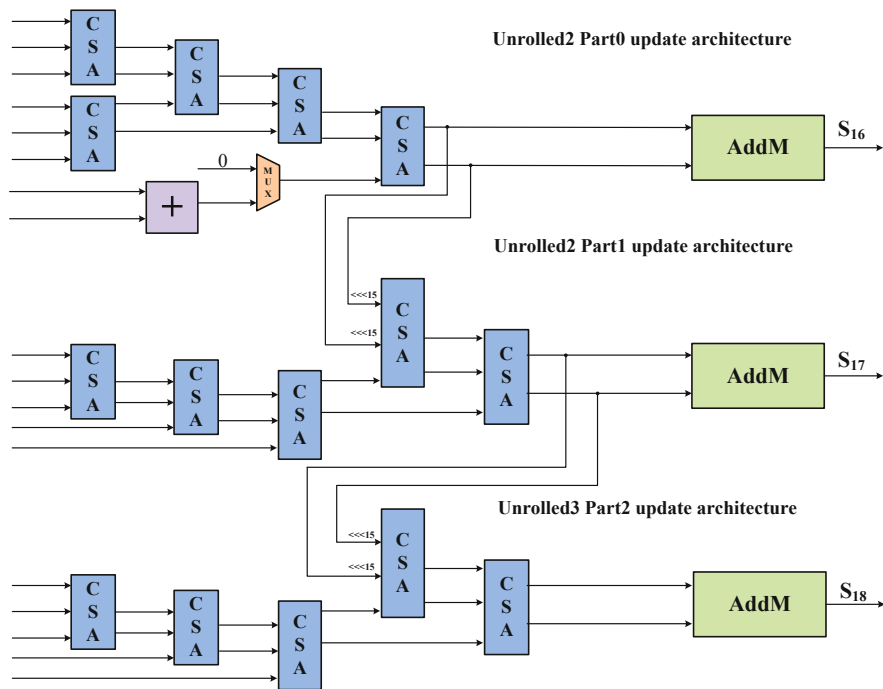 Unrolled2 Part0 update architecture
C S A
C S A
C S A
C S A
C S A
0
MUX
+
AddM
S16
Unrolled2 Part1 update architecture
<<<15
<<<15
C S A
C S A
C S A
C S A
C S A
AddM
S17
Unrolled3 Part2 update architecture
<<<15
<<<15
C S A
C S A
C S A
C S A
C S A
AddM
S18